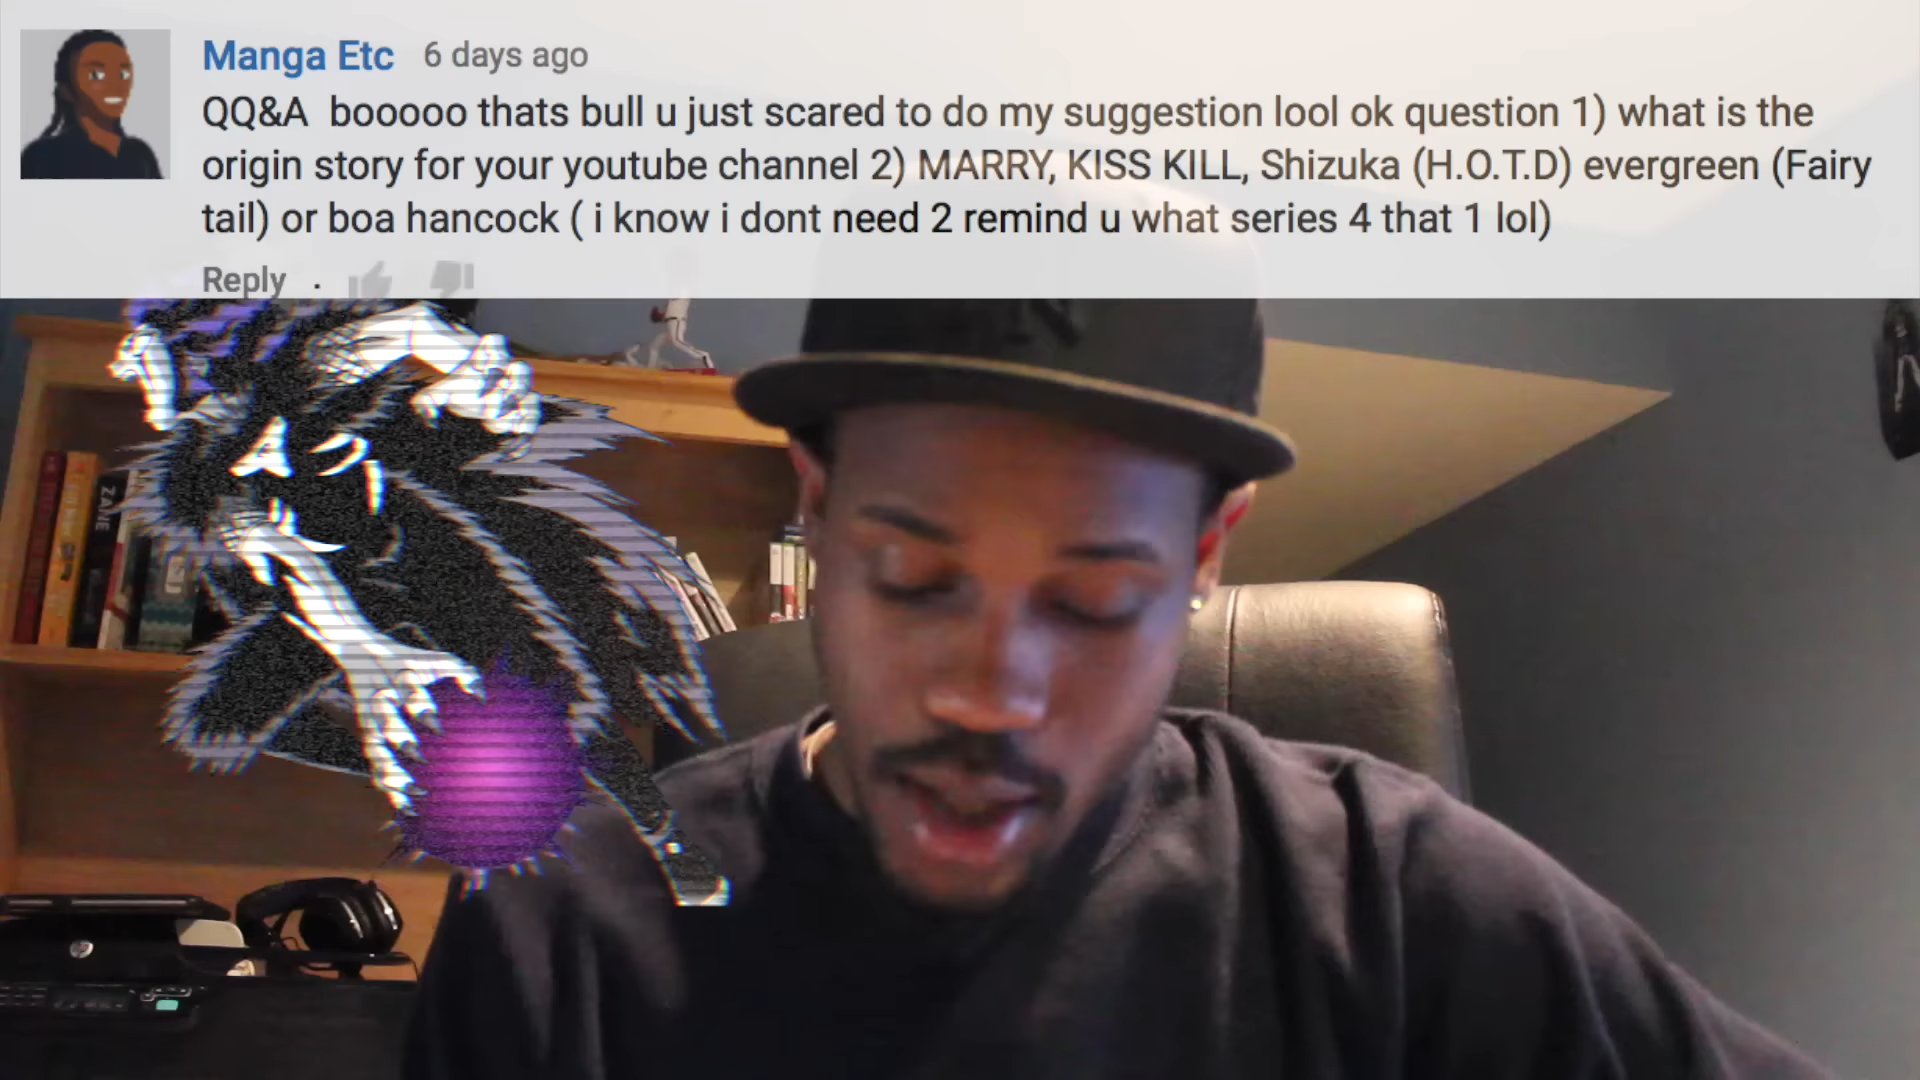 Manga Etc 6 days ago
QQ&A booooo thats bull u just scared to do my suggestion lool ok question 1) what is the
origin story for your youtube channel 2) MARRY, KISS KILL, Shizuka (H.O.T.D) evergreen (Fairy
tail) or boa hancock ( i know i dont need 2 remind u what series 4 that 1 lol)
Reply .
hp